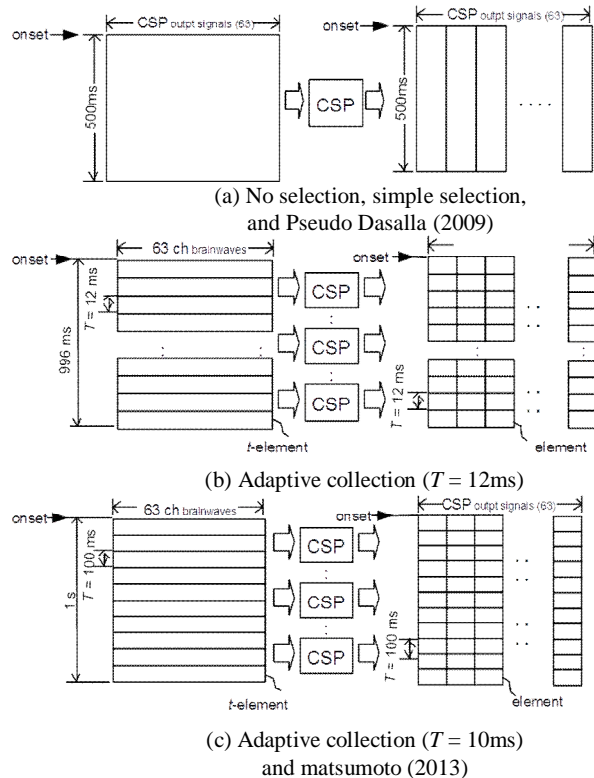 CSP outpt signals (63)
CSP outpt signals (63)
onset
onset
500ms
CSP
500ms
. . . .
(a) No selection, simple selection,
and Pseudo Dasalla (2009)
63 ch brainwaves
onset
onset
T = 12 ms
996 ms
CSP
CSP
CSP
T = 12 ms
t-element
element
(b) Adaptive collection (T = 12ms)
63 ch brainwaves
CSP outpt signals (63)
onset
onset
T = 100 ms
1 s
CSP
CSP
CSP
T = 100 ms
t-element
element
(c) Adaptive collection (T = 10ms)
and matsumoto (2013)